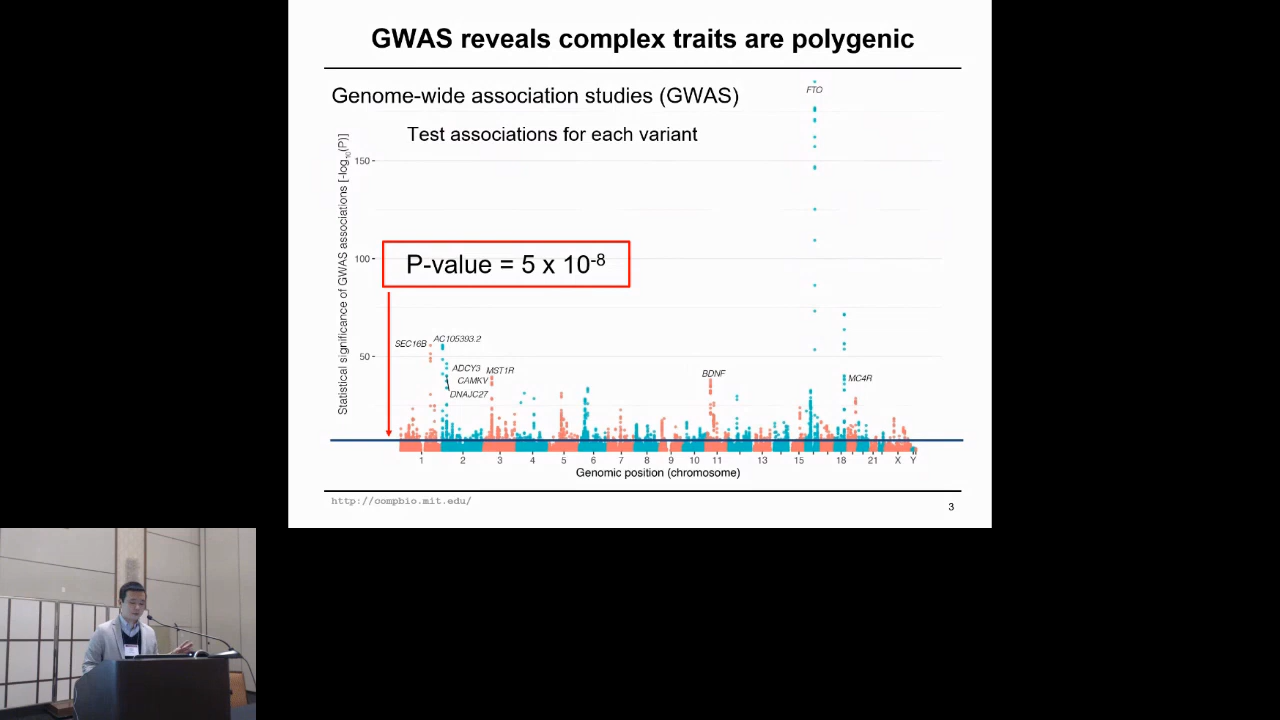 GWAS reveals complex traits are polygenic
Genome-wide association studies (GWAS)
FTO
Test associations for each variant
Statistical significance of GWAS associations [-log10(P)]
150
100
50
P-value = 5 x 10-8
SEC16B
AC105393.2
ADCY3
MST1R
CAMKV
DNAJC27
BDNF
MC4R
1 2 3 4 5 6 7 8 9 10 11 13 15 18 21 X Y
Genomic position (chromosome)
http://compbio.mit.edu/
3